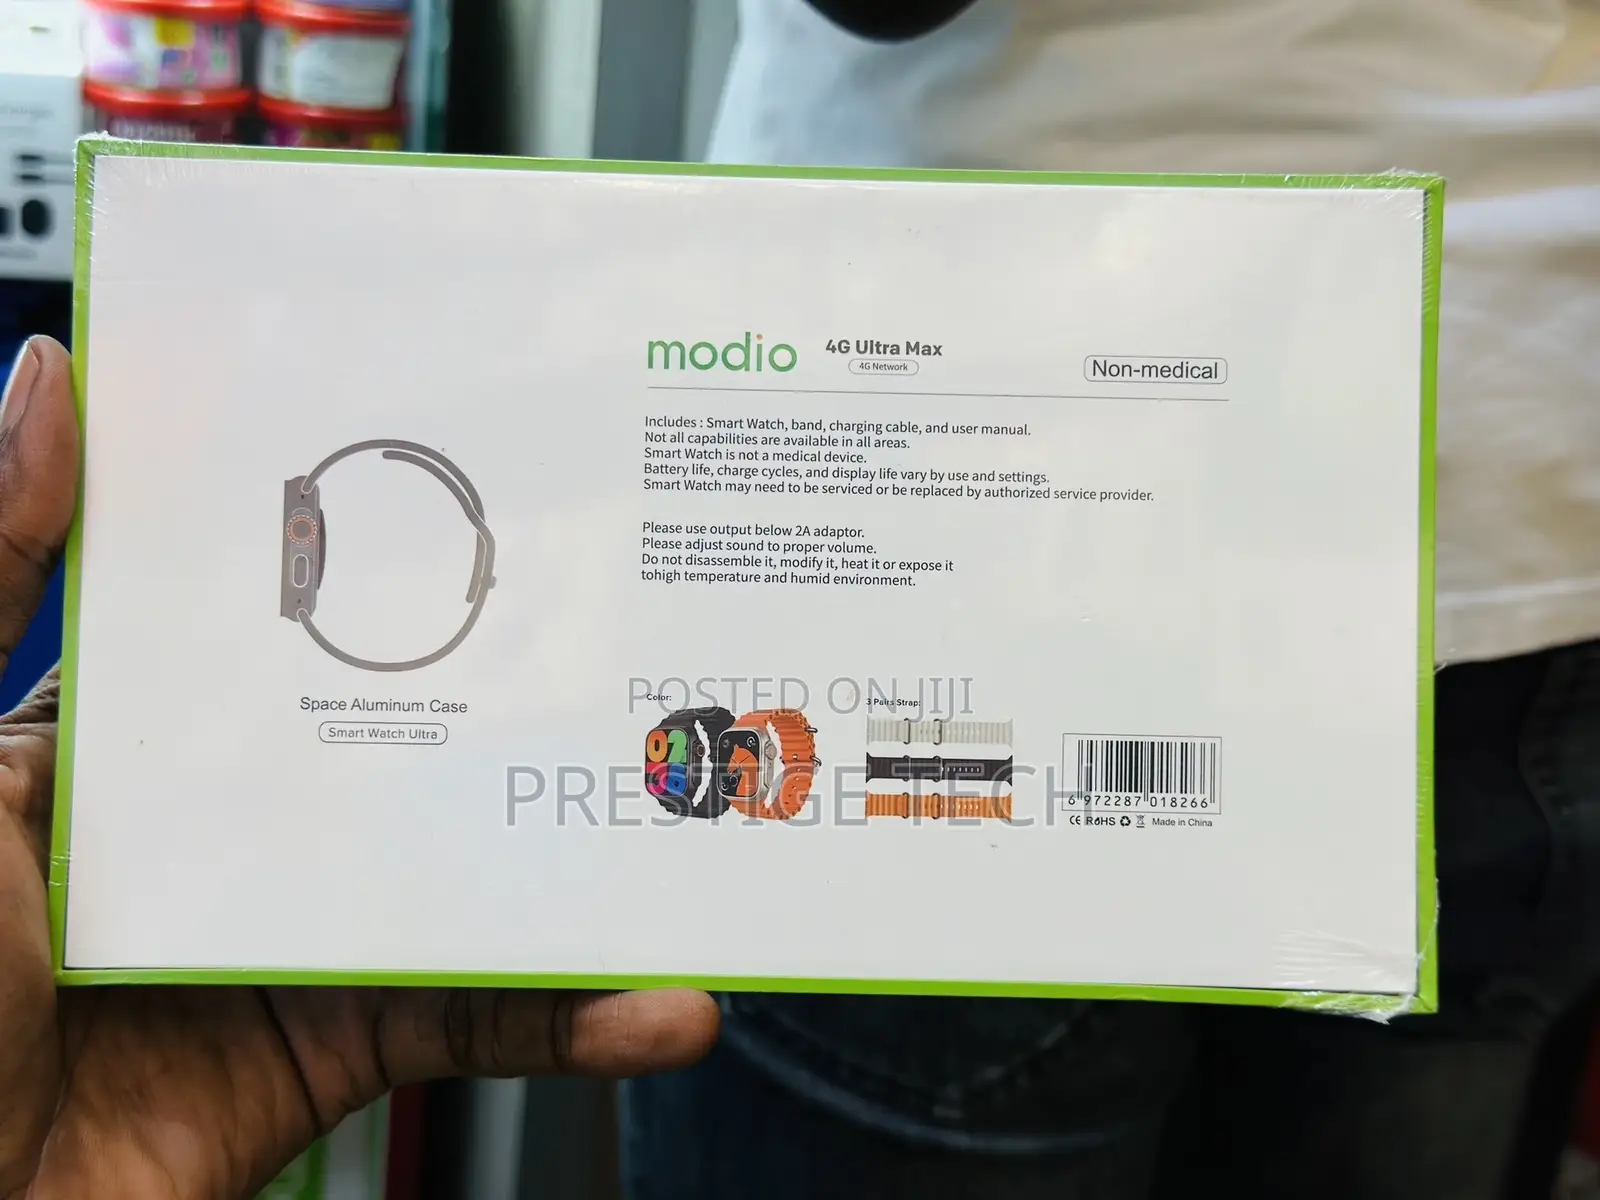 modio
4G Ultra Max
4G Network
Non-medical
Includes : Smart Watch, band, charging cable, and user manual.
Not all capabilities are available in all areas.
Smart Watch is not a medical device.
Battery life, charge cycles, and display life vary by use and settings.
Smart Watch may need to be serviced or be replaced by authorized service provider.
Please use output below 2A adaptor.
Please adjust sound to proper volume.
Do not disassemble it, modify it, heat it or expose it
tohigh temperature and humid environment.
Space Aluminum Case
Smart Watch Ultra
POSTED ON JIJI
Color:
3 Pairs Strap:
PRESTIGE TECH
6 972287 018266
CE RoHS Made in China